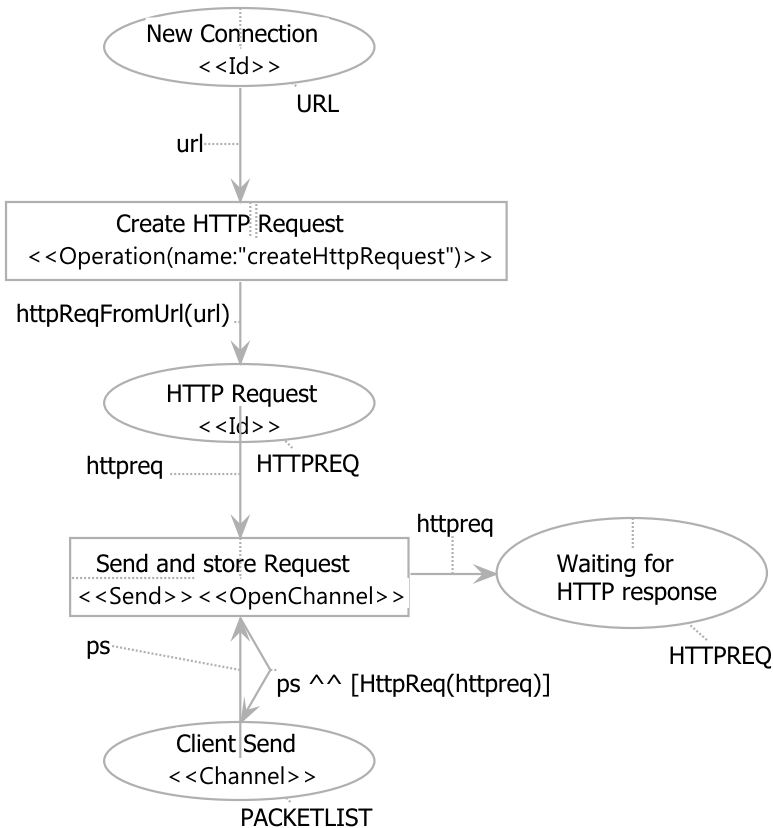 New Connection
<<Id>>
URL
url
Create HTTP Request
<<Operation(name:"createHttpRequest")>>
httpReqFromUrl(url)
HTTP Request
<<Id>>
HTTPREQ
httpreq
httpreq
Send and store Request
<<Send>><<OpenChannel>>
Waiting for
HTTP response
HTTPREQ
ps
ps ^^ [HttpReq(httpreq)]
Client Send
<<Channel>>
PACKETLIST